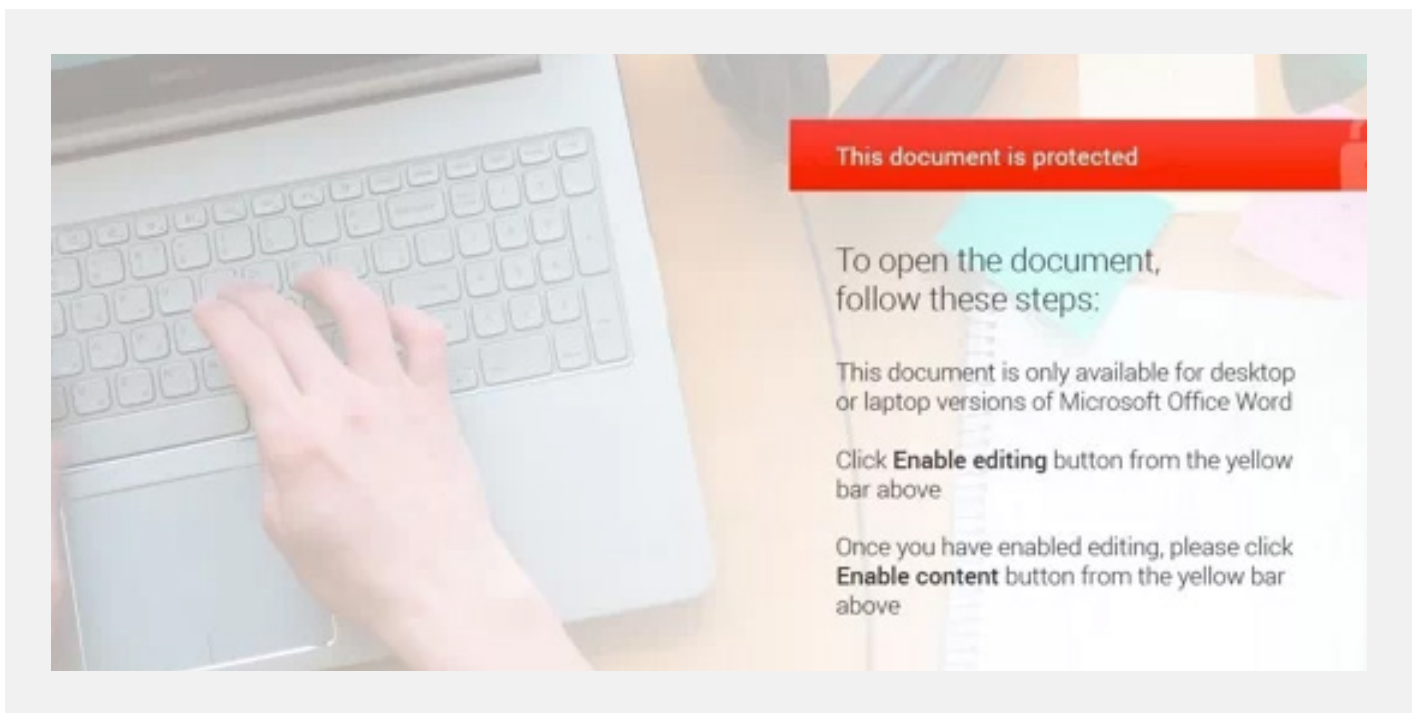 This document is protected
To open the document,
follow these steps:
This document is only available for desktop
or laptop versions of Microsoft Office Word
Click Enable editing button from the yellow
bar above
Once you have enabled editing, please click
Enable content button from the yellow bar
above